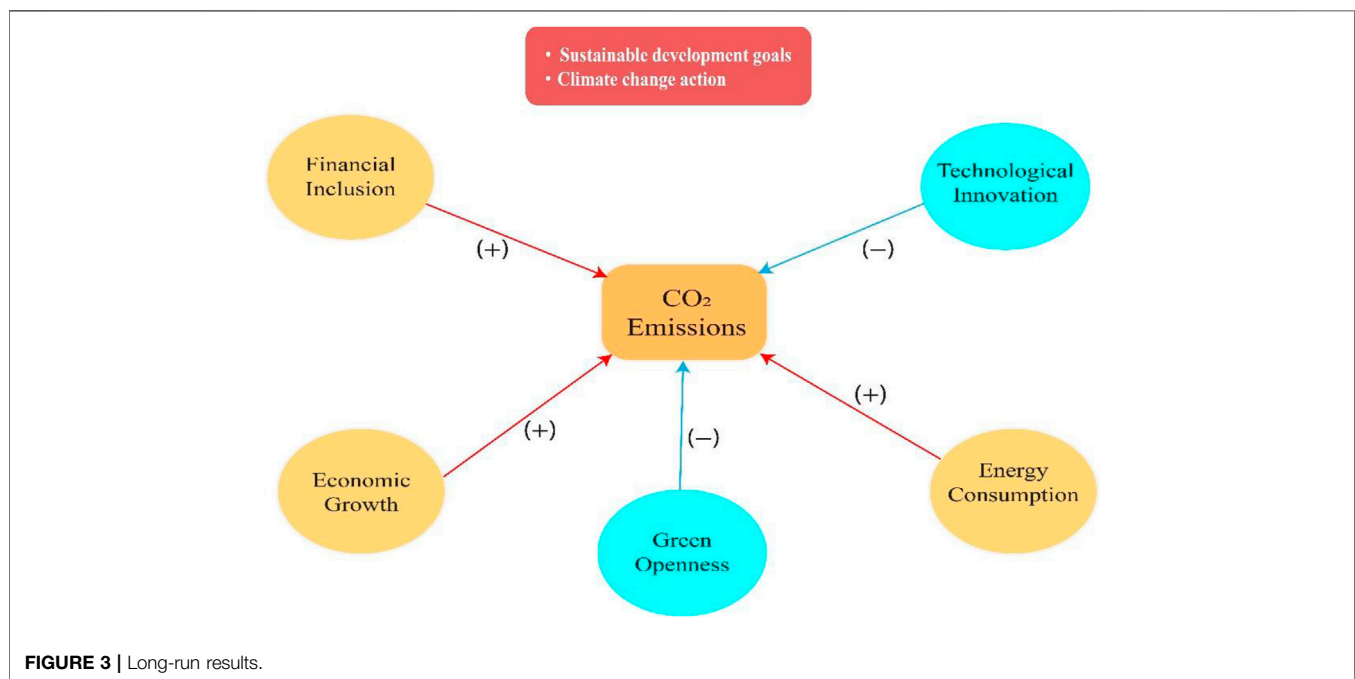 • Sustainable development goals
• Climate change action
Financial
Inclusion
Technological
Innovation
(+)
(−)
CO₂
Emissions
(+)
(−)
(+)
Economic
Growth
Green
Openness
Energy
Consumption
FIGURE 3 | Long-run results.